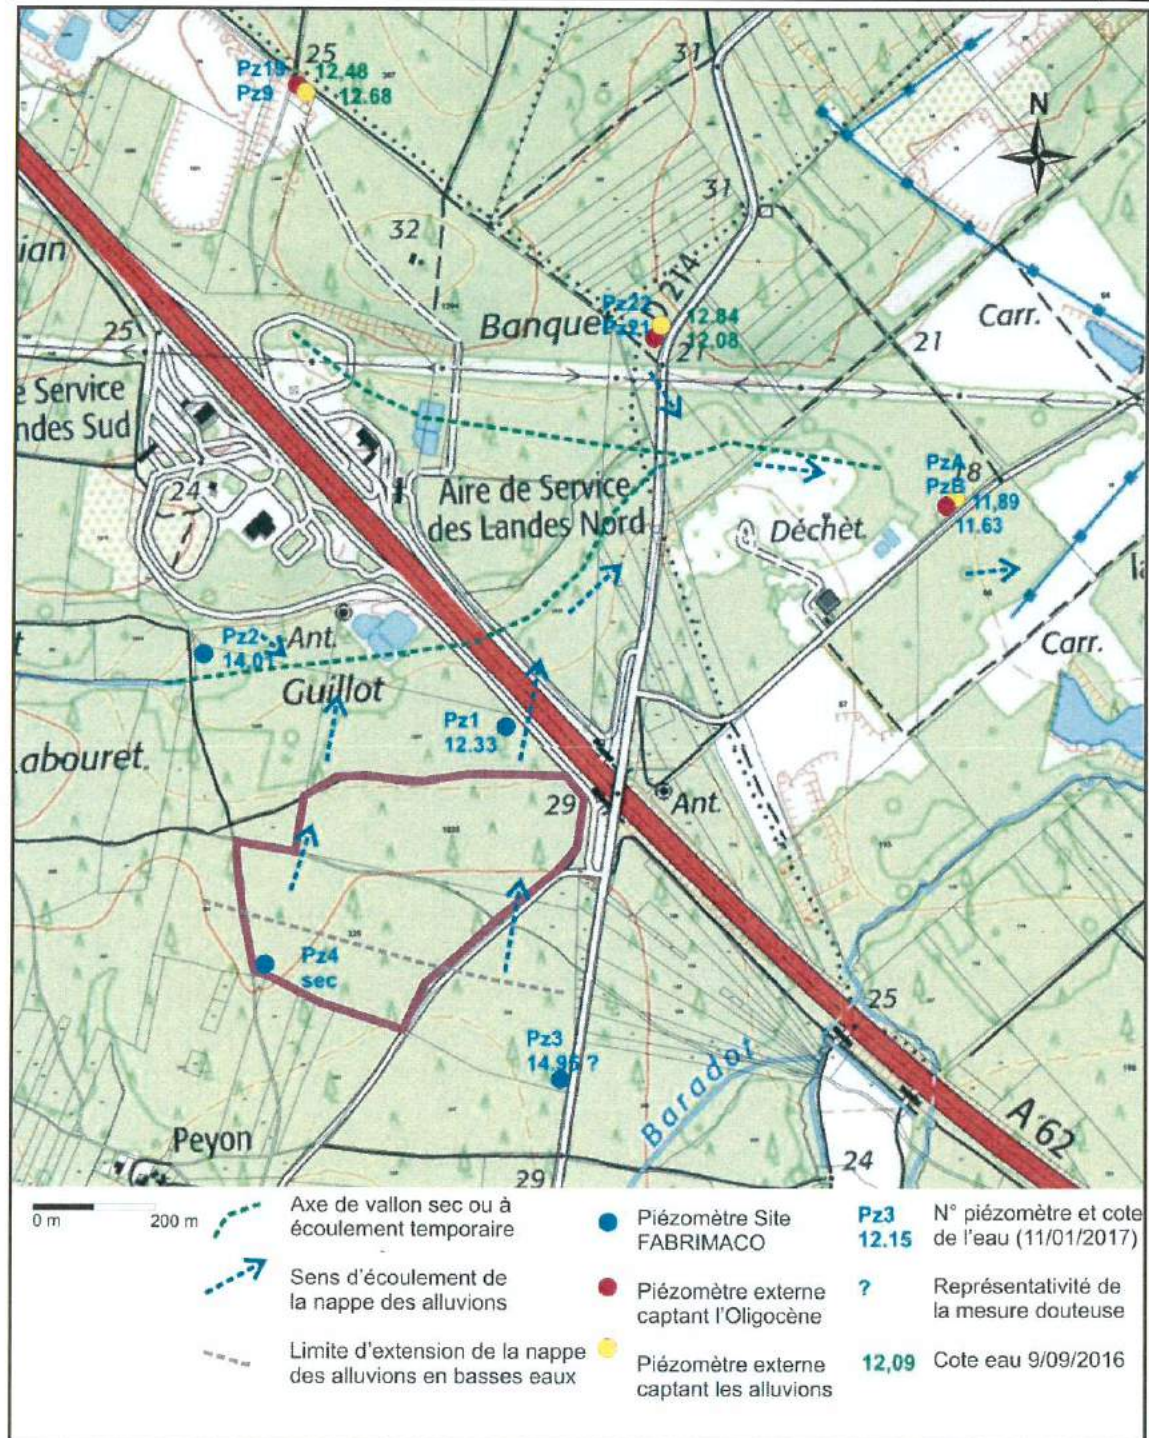 25
31
Pz19 12,48
Pz9 12.68
N
31
32
ian
D 214
Pz22 12.84
Banque Pz21 12.08
21
Carr.
21
25
e Service
ndes Sud
24
Aire de Service
des Landes Nord
PzA 18
PzB 11,89
11.63
Déchèt.
Ant.
Pz2
14.01
t
Guillot
la
Carr.
Pz1
12.33
abouret
29
Ant.
Pz4
sec
25
Pz3
14,95 ?
Baradot
A 62
Peyon
24
29
0 m 200 m
Axe de vallon sec ou à
écoulement temporaire
Sens d'écoulement de
la nappe des alluvions
Limite d'extension de la nappe
des alluvions en basses eaux
Piézomètre Site
FABRIMACO
Piézomètre externe
captant l'Oligocène
Piézomètre externe
captant les alluvions
Pz3
12.15
N° piézomètre et cote
de l'eau (11/01/2017)
?
Représentativité de
la mesure douteuse
12,09 Cote eau 9/09/2016